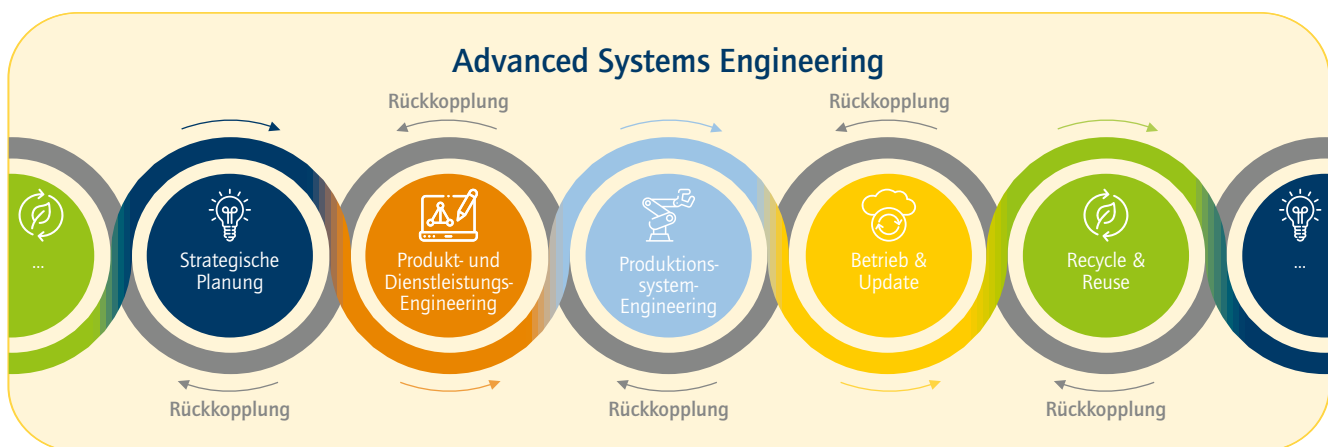 Advanced Systems Engineering
Rückkopplung
Rückkopplung
...
Strategische
Planung
Produkt- und
Dienstleistungs-
Engineering
Produktions-
system-
Engineering
Betrieb &
Update
Recycle &
Reuse
...
Rückkopplung
Rückkopplung
Rückkopplung